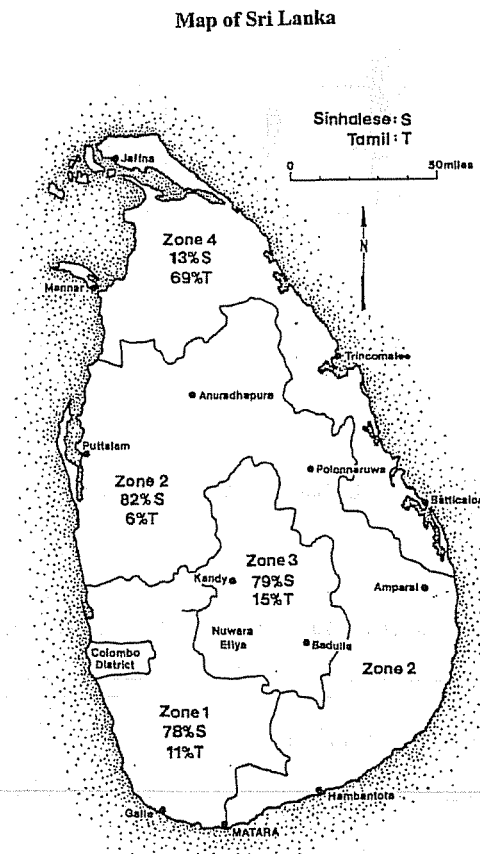 Map of Sri Lanka
Sinhalese: S
Tamil: T
0 50miles
Jaffna
N
Zone 4
13%S
69%T
Mannar
Trincomalee
Anuradhapura
Puttalam
Polonnaruwa
Zone 2
82%S
6%T
Batticaloa
Zone 3
79%S
15%T
Kandy
Amparai
Nuwara
Eliya
Badulla
Colombo
District
Zone 2
Zone 1
78%S
11%T
Hambantota
Galle
MATARA